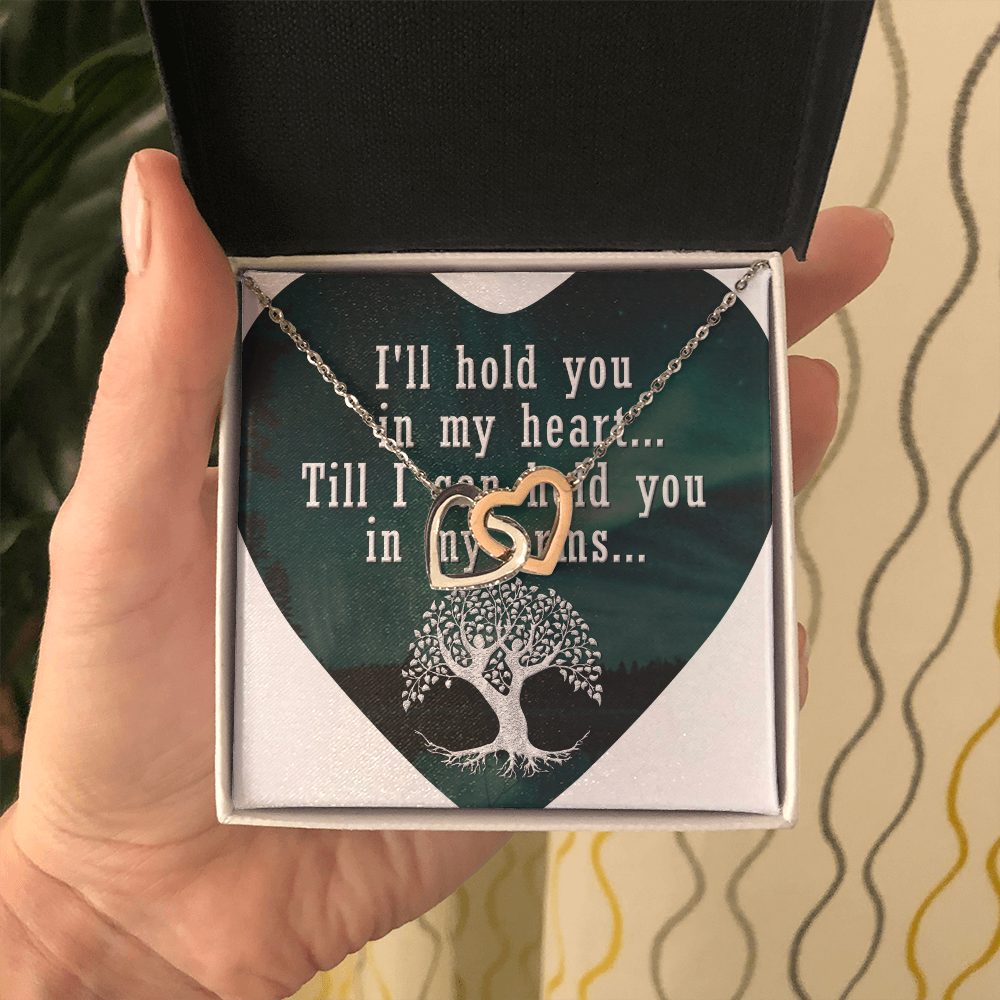 I'll hold you
in my heart...
Till I can hold you
in my arms...